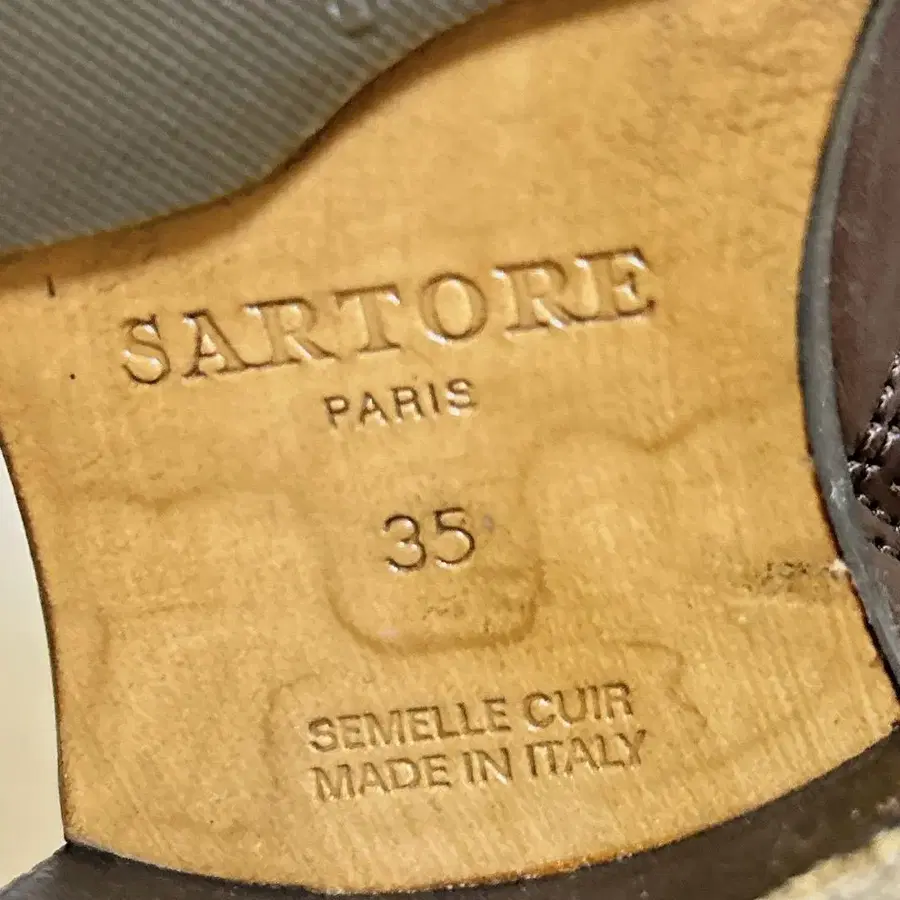 SARTORE
PARIS
35
SEMELLE CUIR
MADE IN ITALY